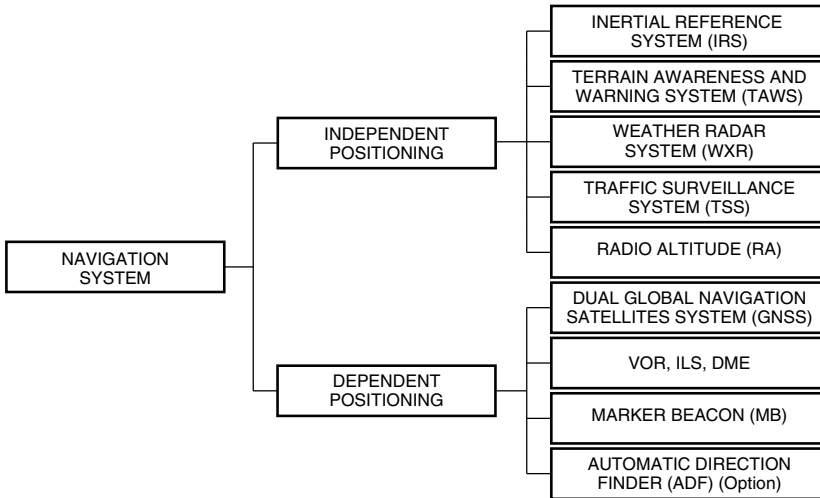 INERTIAL REFERENCE
SYSTEM (IRS)
TERRAIN AWARENESS AND
WARNING SYSTEM (TAWS)
INDEPENDENT
POSITIONING
WEATHER RADAR
SYSTEM (WXR)
TRAFFIC SURVEILLANCE
SYSTEM (TSS)
RADIO ALTITUDE (RA)
NAVIGATION
SYSTEM
DUAL GLOBAL NAVIGATION
SATELLITES SYSTEM (GNSS)
VOR, ILS, DME
DEPENDENT
POSITIONING
MARKER BEACON (MB)
AUTOMATIC DIRECTION
FINDER (ADF) (Option)